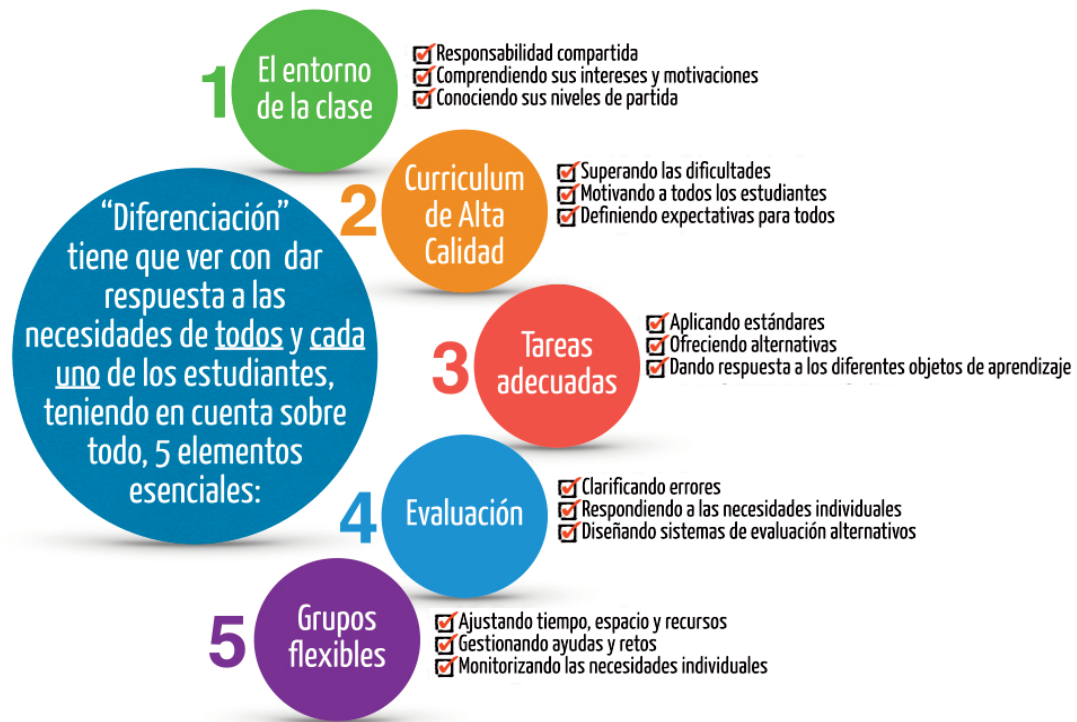 “Diferenciación”
tiene que ver con dar
respuesta a las
necesidades de todos y cada
uno de los estudiantes,
teniendo en cuenta sobre
todo, 5 elementos
esenciales:
1
El entorno
de la clase
Responsabilidad compartida
Comprendiendo sus intereses y motivaciones
Conociendo sus niveles de partida
2
Curriculum
de Alta
Calidad
Superando las dificultades
Motivando a todos los estudiantes
Definiendo expectativas para todos
3
Tareas
adecuadas
Aplicando estándares
Ofreciendo alternativas
Dando respuesta a los diferentes objetos de aprendizaje
4
Evaluación
Clarificando errores
Respondiendo a las necesidades individuales
Diseñando sistemas de evaluación alternativos
5
Grupos
flexibles
Ajustando tiempo, espacio y recursos
Gestionando ayudas y retos
Monitorizando las necesidades individuales